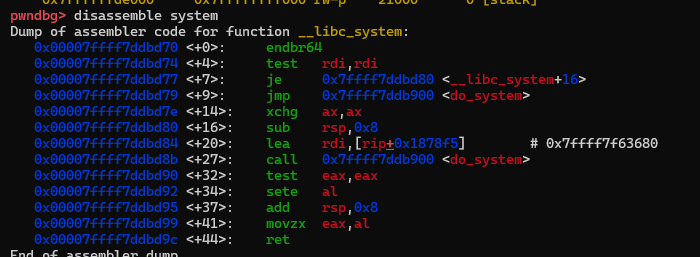 pwndbg> disassemble system
Dump of assembler code for function __libc_system:
0x00007ffff7ddbd70 <+0>: endbr64
0x00007ffff7ddbd74 <+4>: test rdi,rdi
0x00007ffff7ddbd77 <+7>: je 0x7ffff7ddbd80 <__libc_system+16>
0x00007ffff7ddbd79 <+9>: jmp 0x7ffff7ddb900 <do_system>
0x00007ffff7ddbd7e <+14>: xchg ax,ax
0x00007ffff7ddbd80 <+16>: sub rsp,0x8
0x00007ffff7ddbd84 <+20>: lea rdi,[rip+0x1878f5] # 0x7ffff7f63680
0x00007ffff7ddbd8b <+27>: call 0x7ffff7ddb900 <do_system>
0x00007ffff7ddbd90 <+32>: test eax,eax
0x00007ffff7ddbd92 <+34>: sete al
0x00007ffff7ddbd95 <+37>: add rsp,0x8
0x00007ffff7ddbd99 <+41>: movzx eax,al
0x00007ffff7ddbd9c <+44>: ret
End of assembler dump